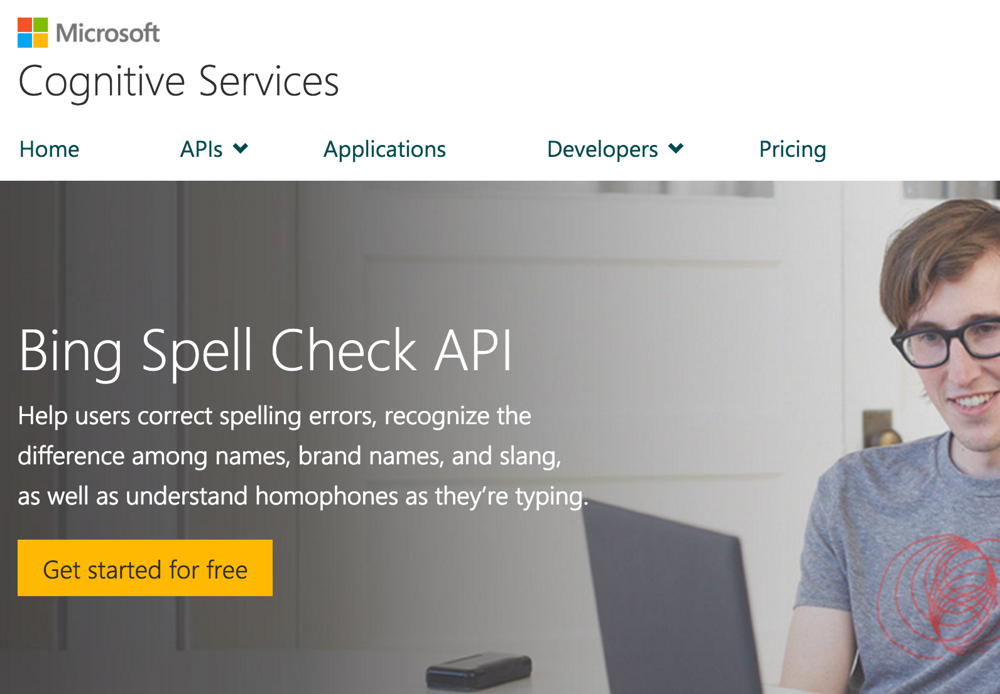 Microsoft
Cognitive Services
Home APIs Applications Developers Pricing
Bing Spell Check API
Help users correct spelling errors, recognize the
difference among names, brand names, and slang,
as well as understand homophones as they’re typing.
Get started for free